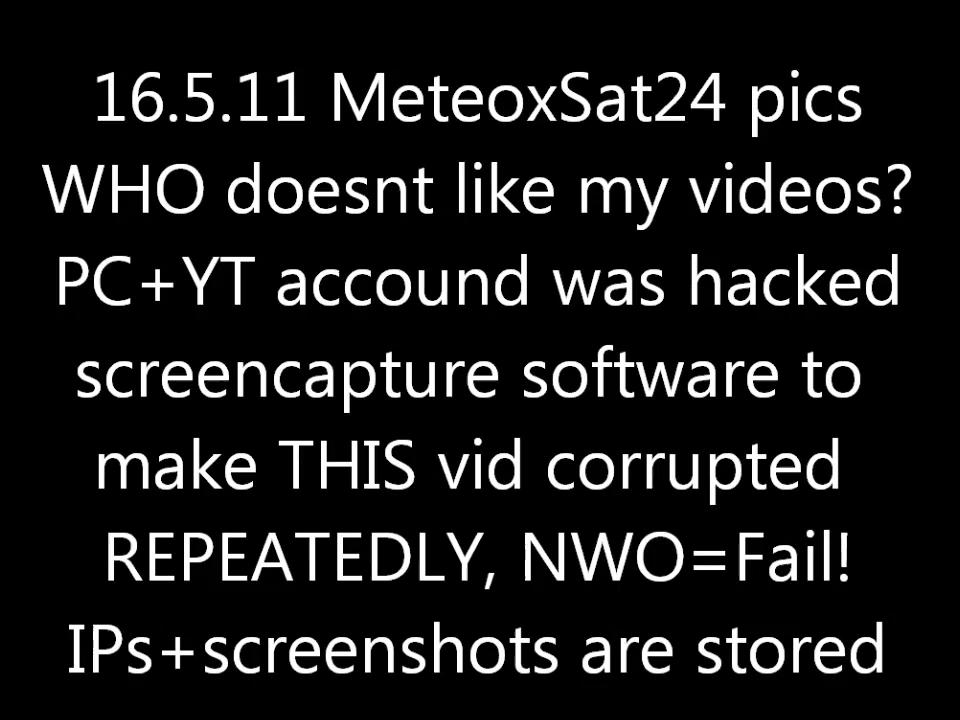 16.5.11 MeteoxSat24 pics
WHO doesnt like my videos?
PC+YT accound was hacked
screencapture software to
make THIS vid corrupted
REPEATEDLY, NWO=Fail!
IPs+screenshots are stored